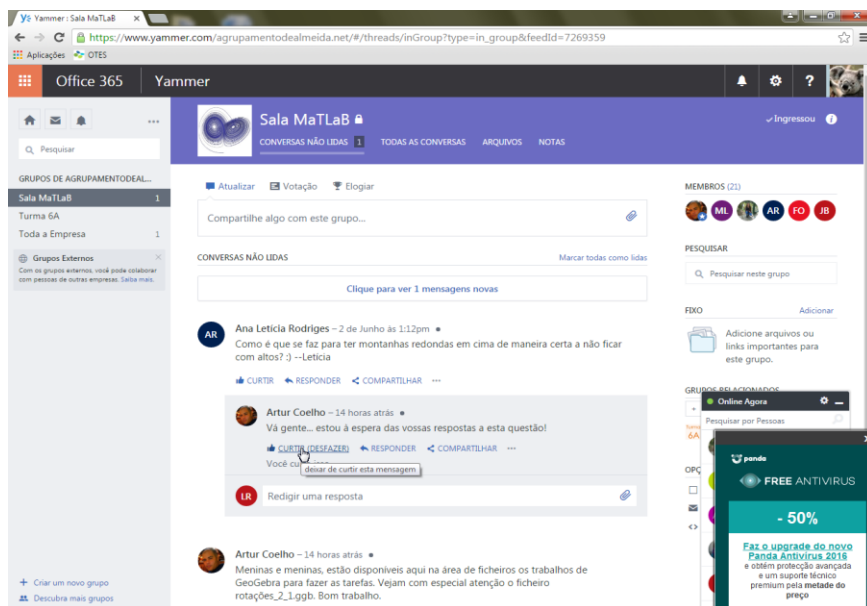 Yammer : Sala MaTLaB
https://www.yammer.com/agrupamentodealmeida.net/#/threads/inGroup?type=in_group&feedId=7269359
Aplicações OTES
Office 365 Yammer ?
Sala MaTLaB
CONVERSAS NÃO LIDAS 1 TODAS AS CONVERSAS ARQUIVOS NOTAS
Ingressou
Pesquisar
GRUPOS DE AGRUPAMENTODEAL...
Sala MaTLaB 1
Turma 6A
Toda a Empresa 1
Grupos Externos
Com os grupos externos, você pode colaborar
com pessoas de outras empresas. Saiba mais.
+ Criar um novo grupo
Descubra mais grupos
Atualizar Votação Elogiar
Compartilhe algo com este grupo...
CONVERSAS NÃO LIDAS Marcar todas como lidas
Clique para ver 1 mensagens novas
AR
Ana Letícia Rodriges – 2 de Junho às 1:12pm
Como é que se faz para ter montanhas redondas em cima de maneira certa a não ficar
com altos? :) --Leticia
CURTIR RESPONDER COMPARTILHAR ...
Artur Coelho – 14 horas atrás
Vá gente... estou à espera das vossas respostas a esta questão!
CURTIR (DESFAZER) RESPONDER COMPARTILHAR ...
Você
deixar de curtir esta mensagem
LR Redigir uma resposta
Artur Coelho – 14 horas atrás
Meninas e meninas, estão disponíveis aqui na área de ficheiros os trabalhos de
GeoGebra para fazer as tarefas. Vejam com especial atenção o ficheiro
rotações_2_1.ggb. Bom trabalho.
MEMBROS (21)
ML AR FO JB
PESQUISAR
Pesquisar neste grupo
FIXO Adicionar
Adicione arquivos ou
links importantes para
este grupo.
GRUPOS RELACIONADOS
6A
Online Agora
Pesquisar por Pessoas
panda
FREE ANTIVIRUS
- 50%
Faz o upgrade do novo
Panda Antivirus 2016
e obtém protecção avançada
e um suporte técnico
premium pela metade do
preço